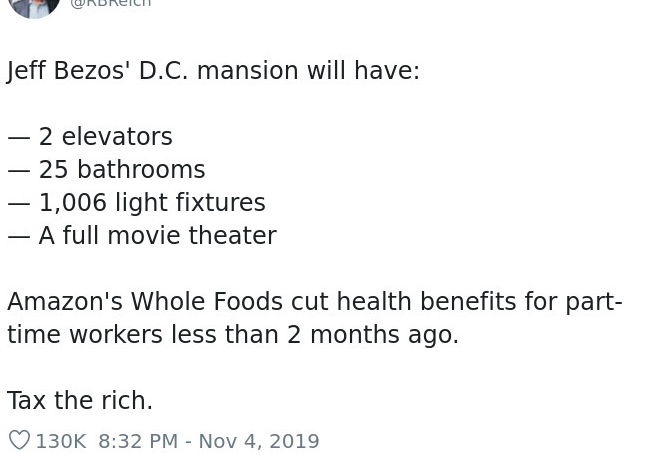 @RBReich
Jeff Bezos' D.C. mansion will have:
— 2 elevators
— 25 bathrooms
— 1,006 light fixtures
— A full movie theater
Amazon's Whole Foods cut health benefits for part-
time workers less than 2 months ago.
Tax the rich.
130K 8:32 PM - Nov 4, 2019